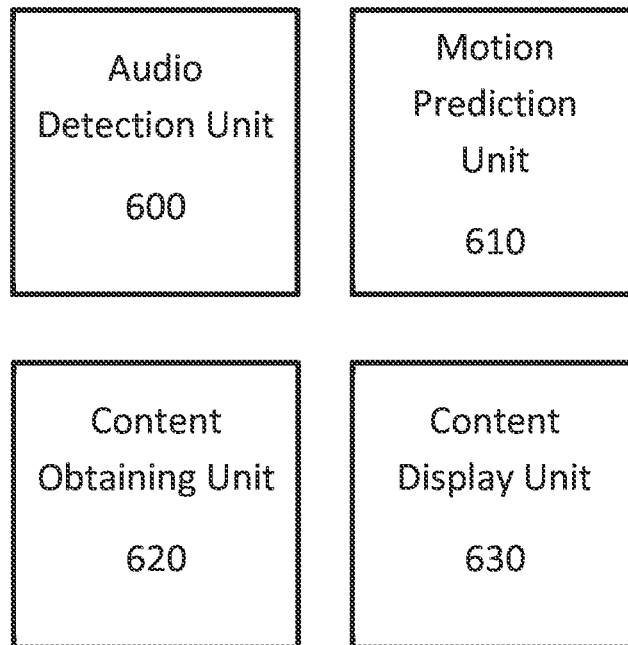 Audio
Detection Unit
600
Motion
Prediction
Unit
610
Content
Obtaining Unit
620
Content
Display Unit
630